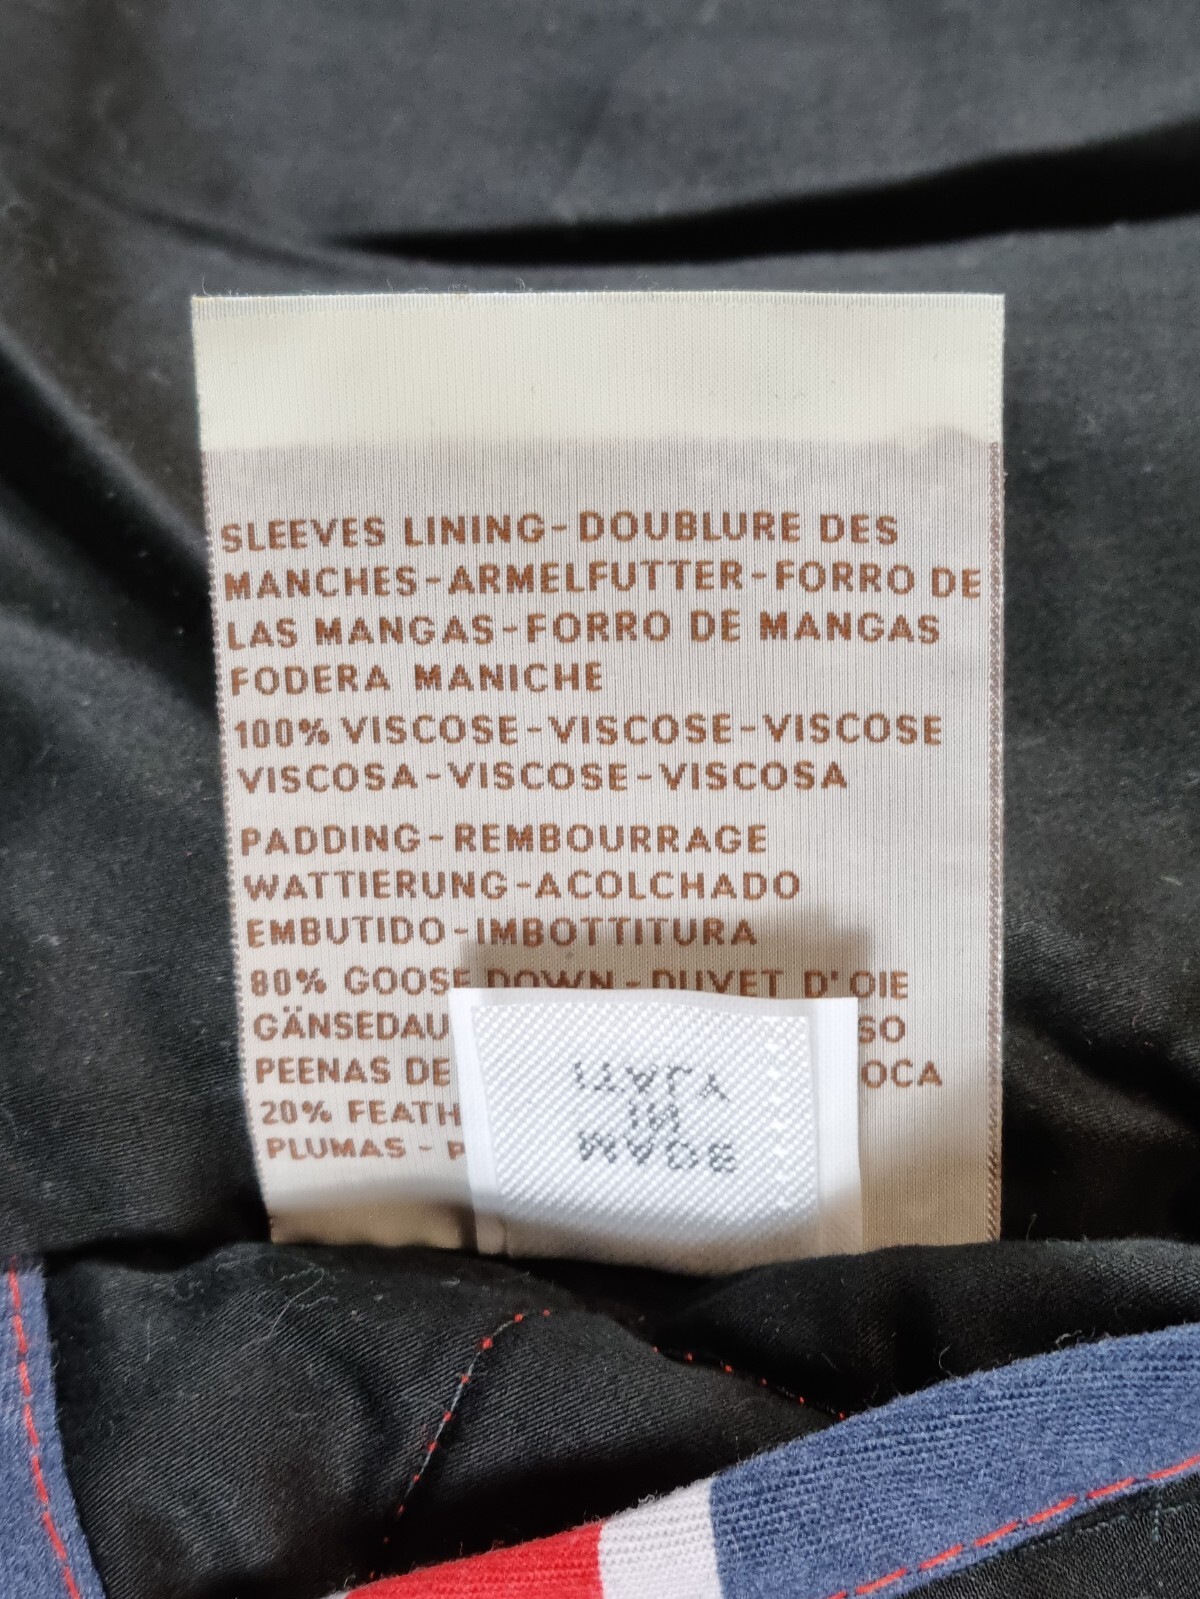 SLEEVES LINING-DOUBLURE DES
MANCHES-ARMELFUTTER-FORRO DE
LAS MANGAS-FORRO DE MANGAS
FODERA MANICHE
100% VISCOSE-VISCOSE-VISCOSE
VISCOSA-VISCOSE-VISCOSA
PADDING-REMBOURRAGE
WATTIERUNG-ACOLCHADO
EMBUTIDO-IMBOTTITURA
80% GOOSE DOWN-DUVET D'OIE
GÄNSEDAU SO
PEENAS DE OCA
20% FEATH
PLUMAS - P